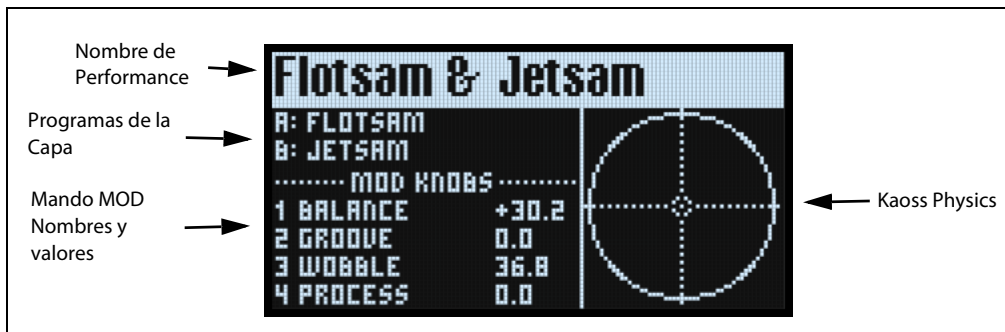 Nombre de
Performance
Flotsam & Jetsam
Programas de la
Capa
A: FLOTSAM
B: JETSAM
MOD KNOBS
Mando MOD
Nombres y
valores
1 BALANCE +30.2
2 GROOVE 0.0
3 WOBBLE 36.8
4 PROCESS 0.0
Kaoss Physics